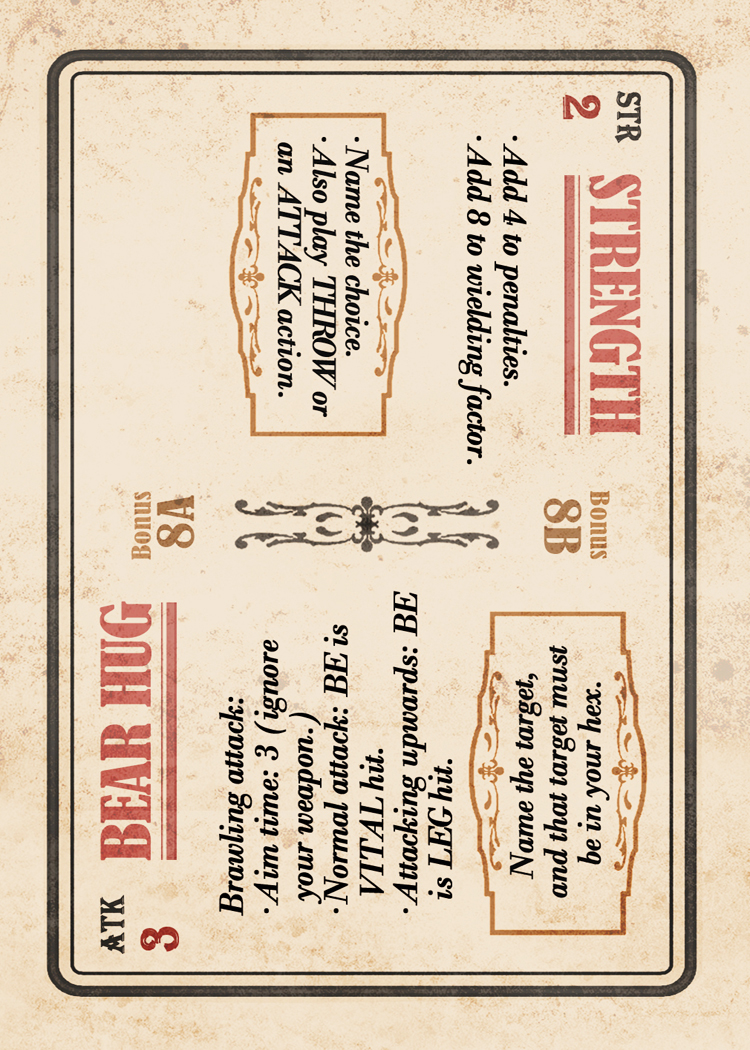 STR
2
STRENGTH
· Add 4 to penalties.
· Add 8 to wielding factor.
· Name the choice.
· Also play THROW or
an ATTACK action.
Bonus
8B
ATK
3
BEAR HUG
Brawling attack:
· Aim time: 3 (ignore
your weapon.)
· Normal attack: BE is
VITAL hit.
· Attacking upwards: BE
is LEG hit.
Name the target,
and that target must
be in your hex.
Bonus
8A